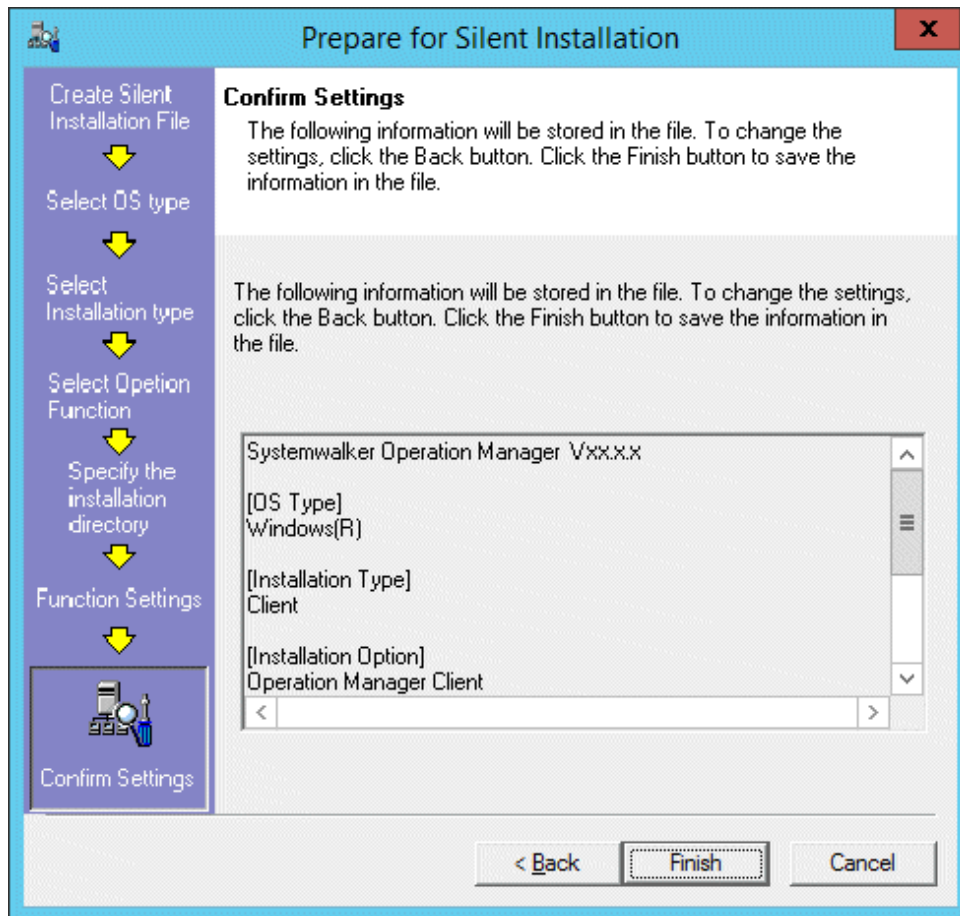 Prepare for Silent Installation
x
Create Silent
Installation File
Select OS type
Select
Installation type
Select Opetion
Function
Specify the
installation
directory
Function Settings
Confirm Settings
Confirm Settings
The following information will be stored in the file. To change the
settings, click the Back button. Click the Finish button to save the
information in the file.
The following information will be stored in the file. To change the settings,
click the Back button. Click the Finish button to save the information in
the file.
Systemwalker Operation Manager Vxx.x.x
[OS Type]
Windows(R)
[Installation Type]
Client
[Installation Option]
Operation Manager Client
< Back
Finish
Cancel